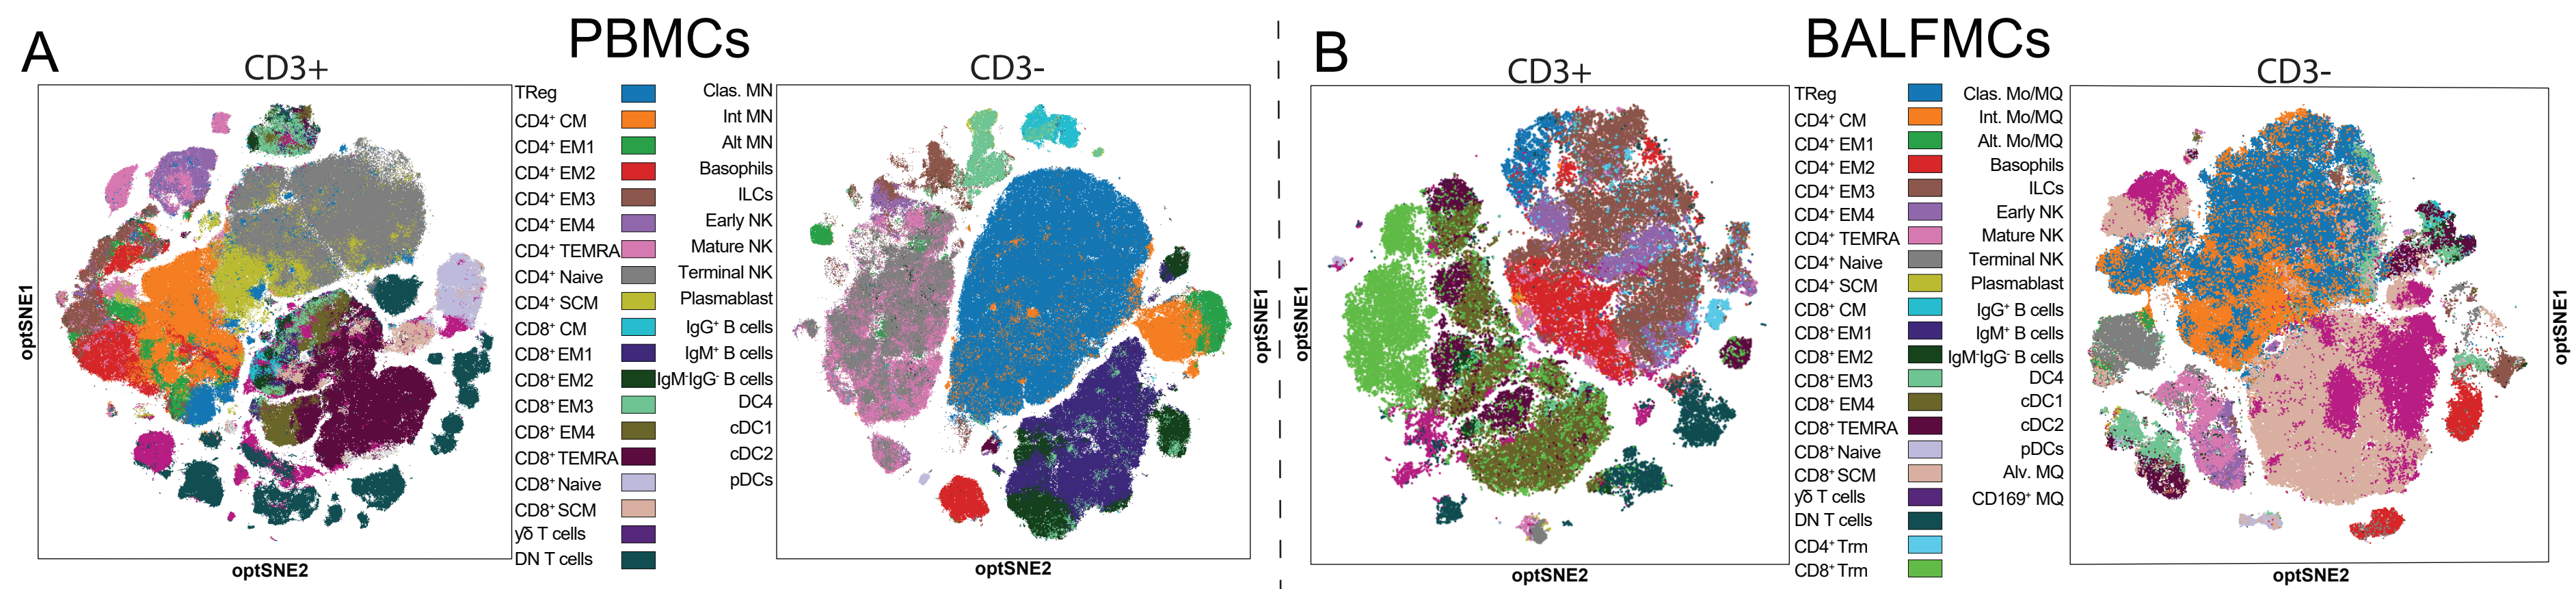 A
PBMCs
CD3+
CD3-
TReg
CD4+ CM
CD4+ EM1
CD4+ EM2
CD4+ EM3
CD4+ EM4
CD4+ TEMRA
CD4+ Naive
CD4+ SCM
CD8+ CM
CD8+ EM1
CD8+ EM2
CD8+ EM3
CD8+ EM4
CD8+ TEMRA
CD8+ Naive
CD8+ SCM
γδ T cells
DN T cells
Clas. MN
Int MN
Alt MN
Basophils
ILCs
Early NK
Mature NK
Terminal NK
Plasmablast
IgG+ B cells
IgM+ B cells
IgM-IgG- B cells
DC4
cDC1
cDC2
pDCs
optSNE1
optSNE2
optSNE1
optSNE2
B
BALFMCs
CD3+
CD3-
TReg
CD4+ CM
CD4+ EM1
CD4+ EM2
CD4+ EM3
CD4+ EM4
CD4+ TEMRA
CD4+ Naive
CD4+ SCM
CD8+ CM
CD8+ EM1
CD8+ EM2
CD8+ EM3
CD8+ EM4
CD8+ TEMRA
CD8+ Naive
CD8+ SCM
γδ T cells
DN T cells
CD4+ Trm
CD8+ Trm
Clas. Mo/MQ
Int. Mo/MQ
Alt. Mo/MQ
Basophils
ILCs
Early NK
Mature NK
Terminal NK
Plasmablast
IgG+ B cells
IgM+ B cells
IgM-IgG- B cells
DC4
cDC1
cDC2
pDCs
Alv. MQ
CD169+ MQ
optSNE1
optSNE2
optSNE1
optSNE2